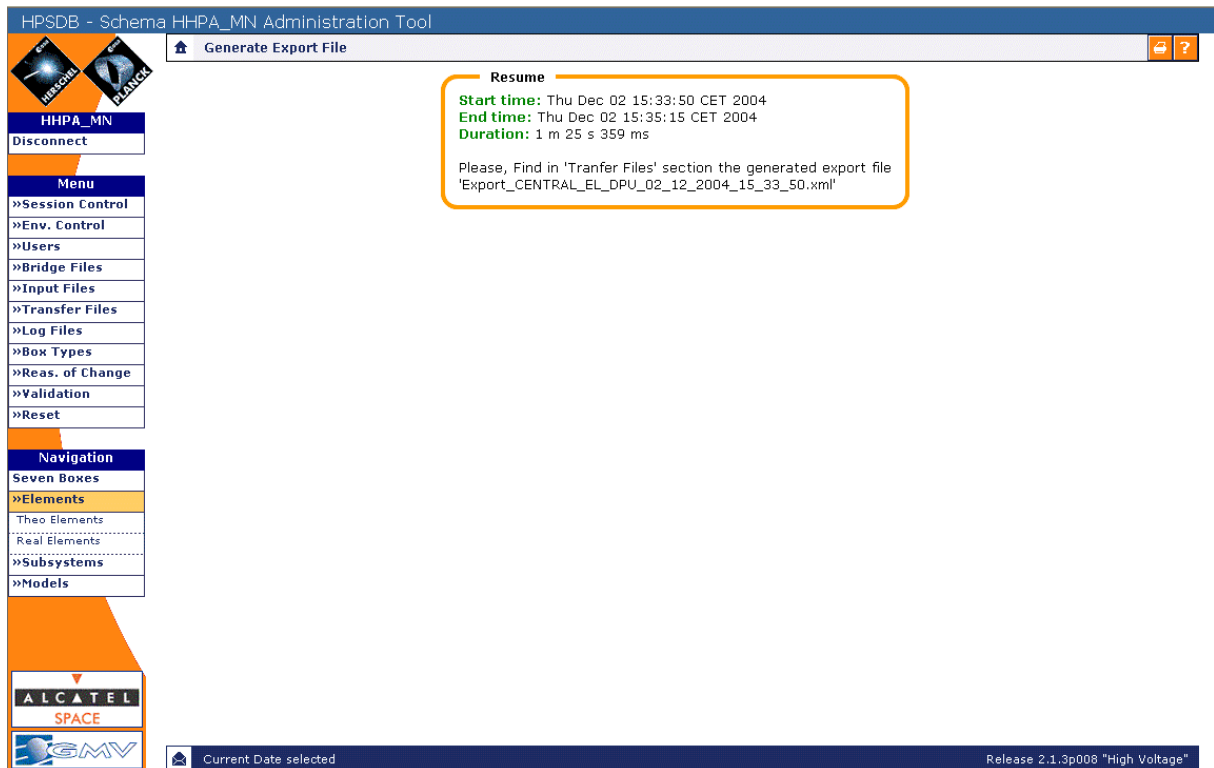 HPSDB - Schema HHPA_MN Administration Tool
Generate Export File
?
esa
HERSCHEL
esa
PLANCK
HHPA_MN
Disconnect
Menu
»Session Control
»Env. Control
»Users
»Bridge Files
»Input Files
»Transfer Files
»Log Files
»Box Types
»Reas. of Change
»Validation
»Reset
Navigation
Seven Boxes
»Elements
Theo Elements
Real Elements
»Subsystems
»Models
ALCATEL
SPACE
GMV
Resume
Start time: Thu Dec 02 15:33:50 CET 2004
End time: Thu Dec 02 15:35:15 CET 2004
Duration: 1 m 25 s 359 ms
Please, Find in 'Tranfer Files' section the generated export file
'Export_CENTRAL_EL_DPU_02_12_2004_15_33_50.xml'
Current Date selected
Release 2.1.3p008 "High Voltage"